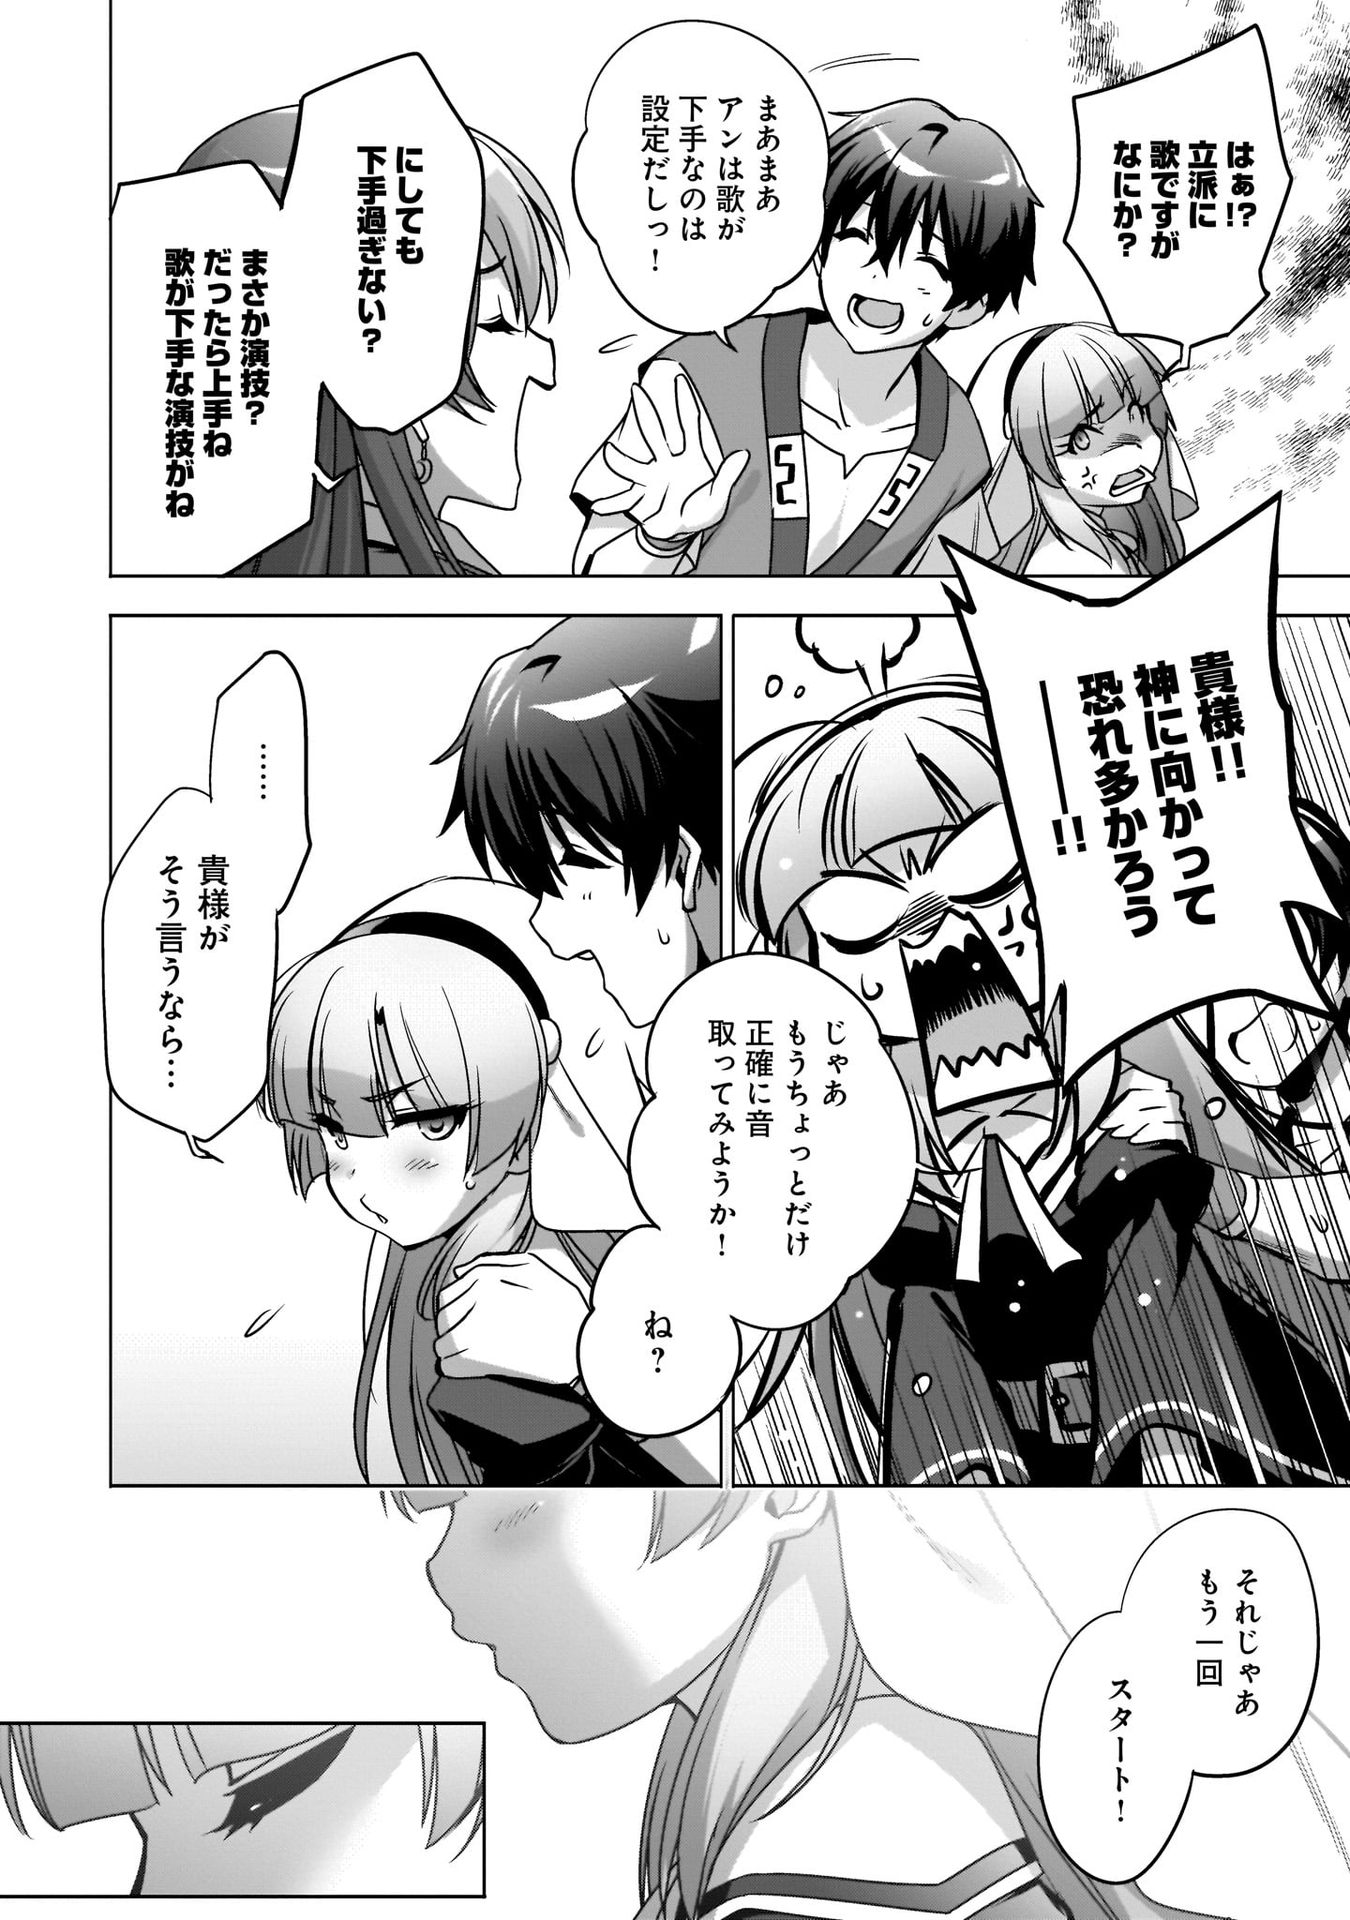 はぁ!?
立派に
歌ですが
なにか?
まあまあ
アンは歌が
下手なのは
設定だしっ!
にしても
下手過ぎない?
まさか演技?
だったら上手ね
歌が下手な演技がね
貴様!!
神に向かって
恐れ多かろう
――!!
じゃあ
もうちょっとだけ
正確に音
取ってみようか!
ね?
……
貴様が
そう言うなら…
それじゃあ
もう一回
スタート!